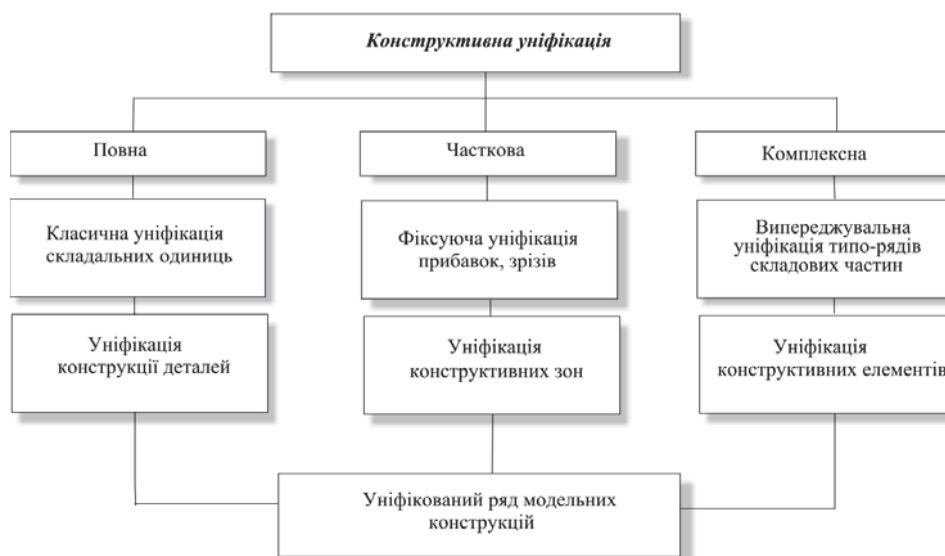 Конструктивна уніфікація
Повна
Часткова
Комплексна
Класична уніфікація
складальних одиниць
Фіксуюча уніфікація
прибавок, зрізів
Випереджувальна
уніфікація типо-рядів
складових частин
Уніфікація
конструкції деталей
Уніфікація
конструктивних зон
Уніфікація
конструктивних елементів
Уніфікований ряд модельних
конструкцій